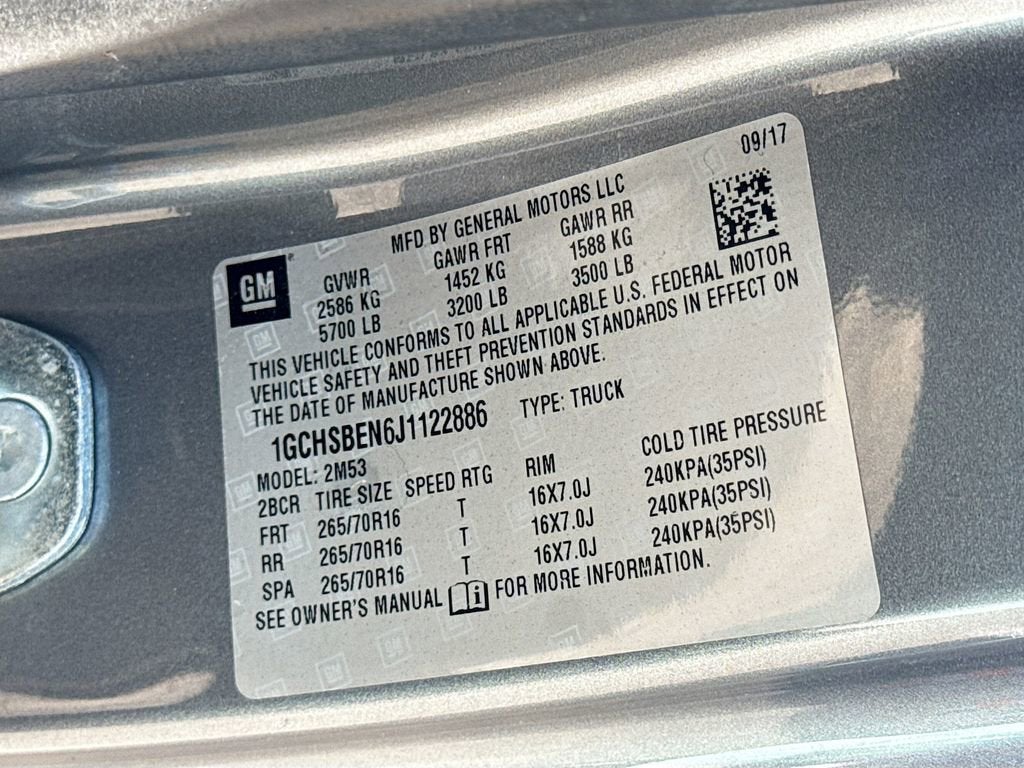 09/17
MFD BY GENERAL MOTORS LLC
GM
GVWR GAWR FRT GAWR RR
2586 KG 1452 KG 1588 KG
5700 LB 3200 LB 3500 LB
THIS VEHICLE CONFORMS TO ALL APPLICABLE U.S. FEDERAL MOTOR
VEHICLE SAFETY AND THEFT PREVENTION STANDARDS IN EFFECT ON
THE DATE OF MANUFACTURE SHOWN ABOVE.
1GCHSBEN6J1122886 TYPE: TRUCK
MODEL: 2M53
2BCR TIRE SIZE SPEED RTG RIM COLD TIRE PRESSURE
FRT 265/70R16 T 16X7.0J 240KPA(35PSI)
RR 265/70R16 T 16X7.0J 240KPA(35PSI)
SPA 265/70R16 T 16X7.0J 240KPA(35PSI)
SEE OWNER'S MANUAL i FOR MORE INFORMATION.